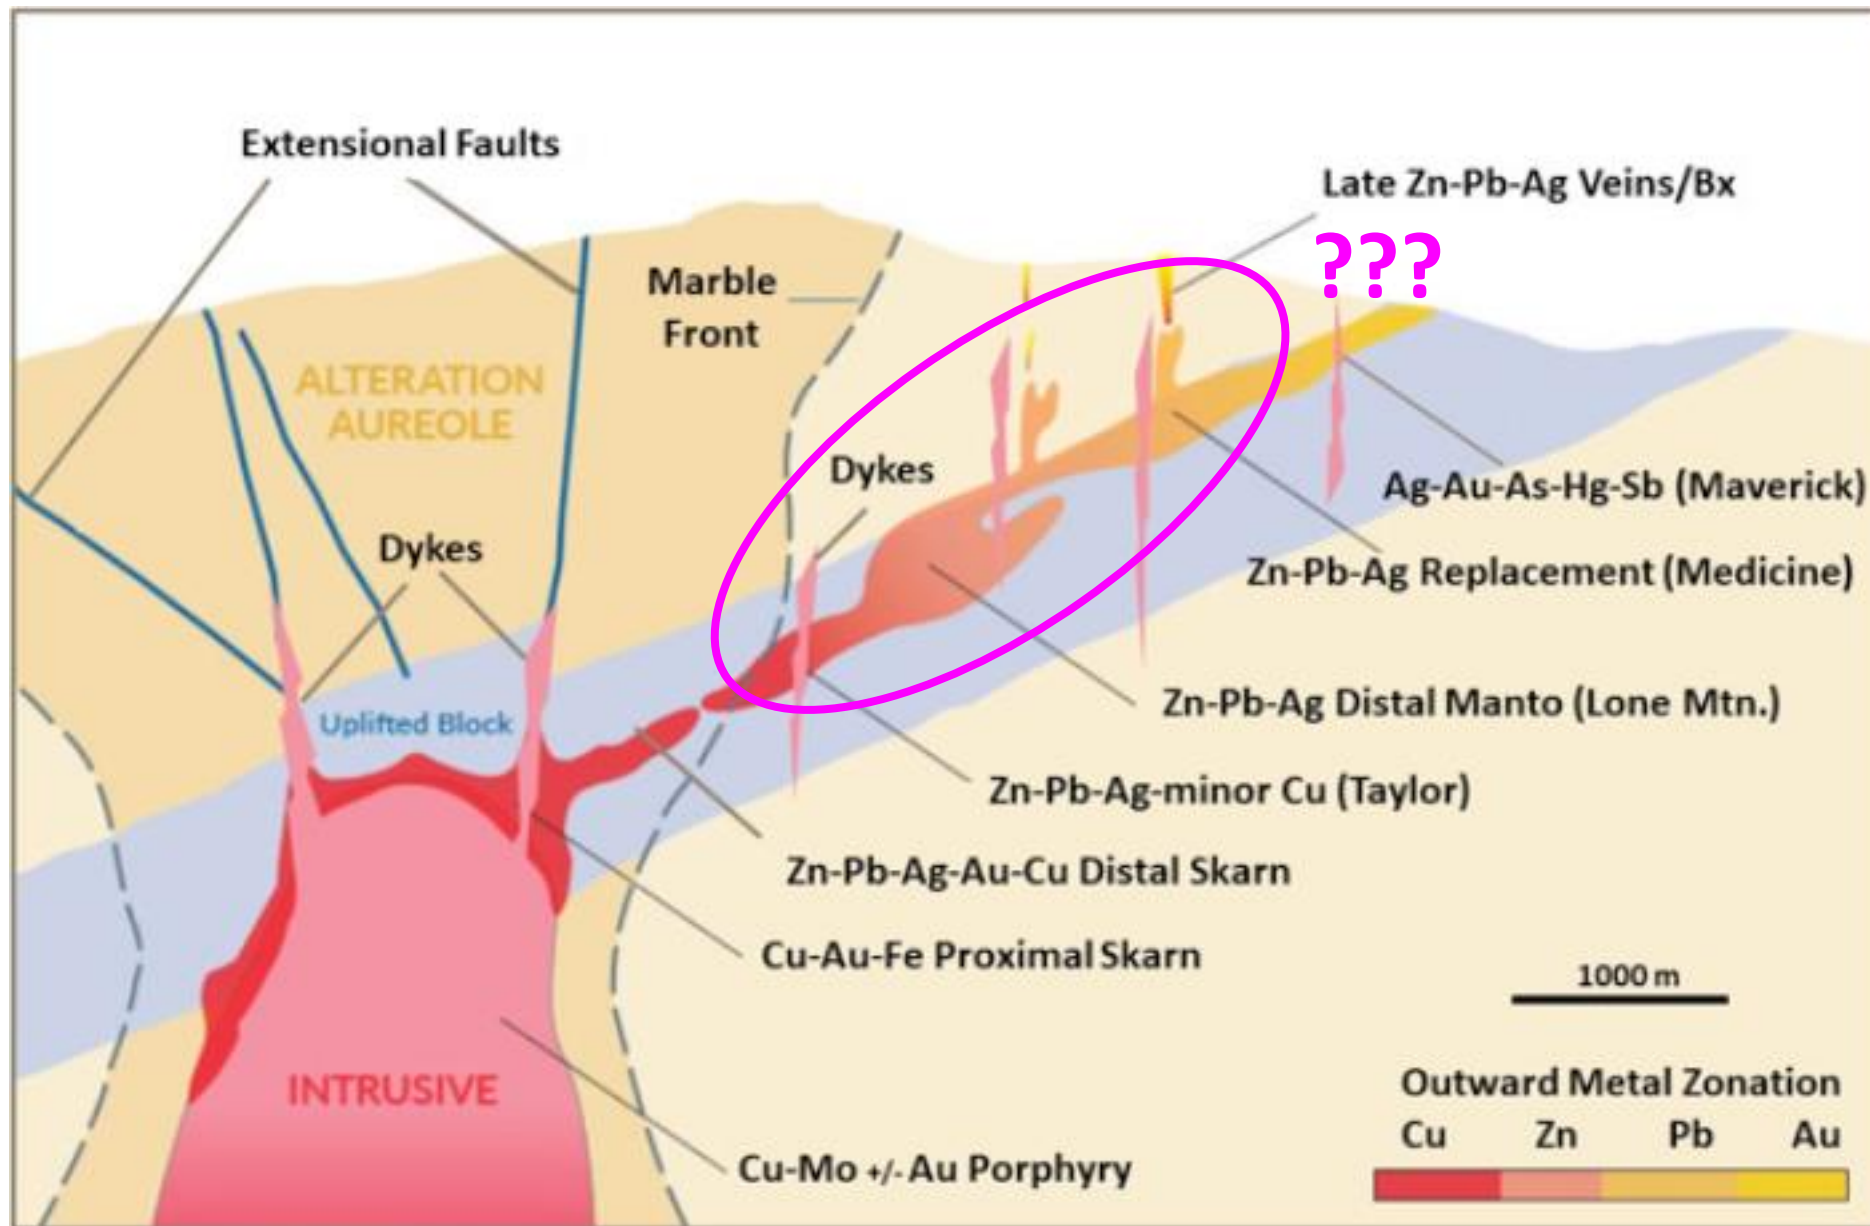 Extensional Faults
Late Zn-Pb-Ag Veins/Bx
???
Marble
Front
ALTERATION
AUREOLE
Dykes
Ag-Au-As-Hg-Sb (Maverick)
Dykes
Zn-Pb-Ag Replacement (Medicine)
Uplifted Block
Zn-Pb-Ag Distal Manto (Lone Mtn.)
Zn-Pb-Ag-minor Cu (Taylor)
Zn-Pb-Ag-Au-Cu Distal Skarn
Cu-Au-Fe Proximal Skarn
1000 m
INTRUSIVE
Outward Metal Zonation
Cu Zn Pb Au
Cu-Mo +/- Au Porphyry